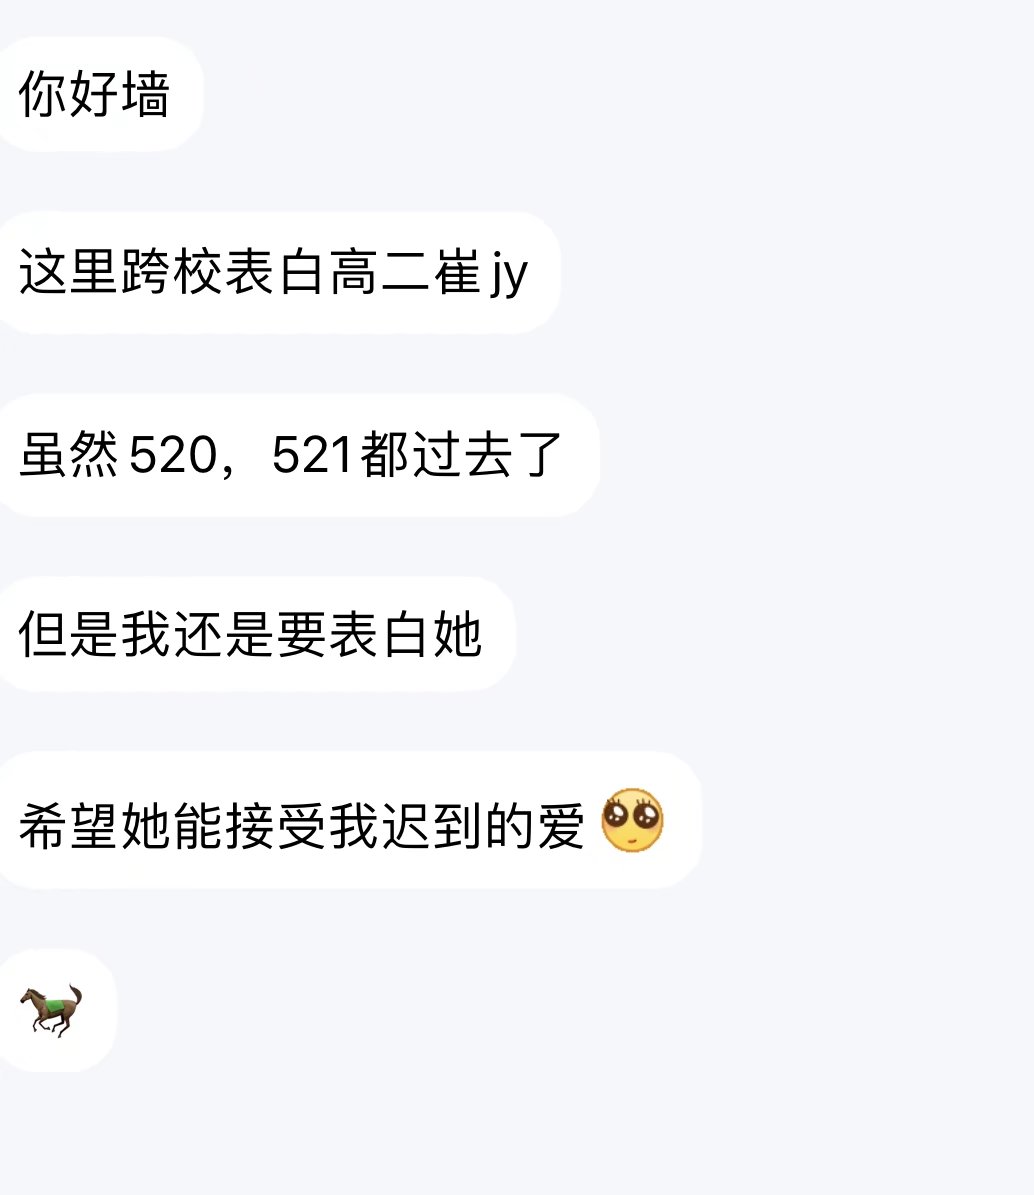 你好墙
这里跨校表白高二崔jy
虽然520，521都过去了
但是我还是要表白她
希望她能接受我迟到的爱🥺
🐎